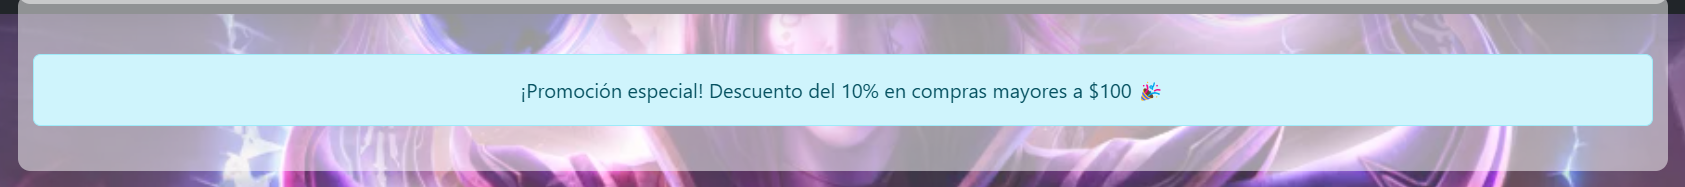 ¡Promoción especial! Descuento del 10% en compras mayores a $100 🎉